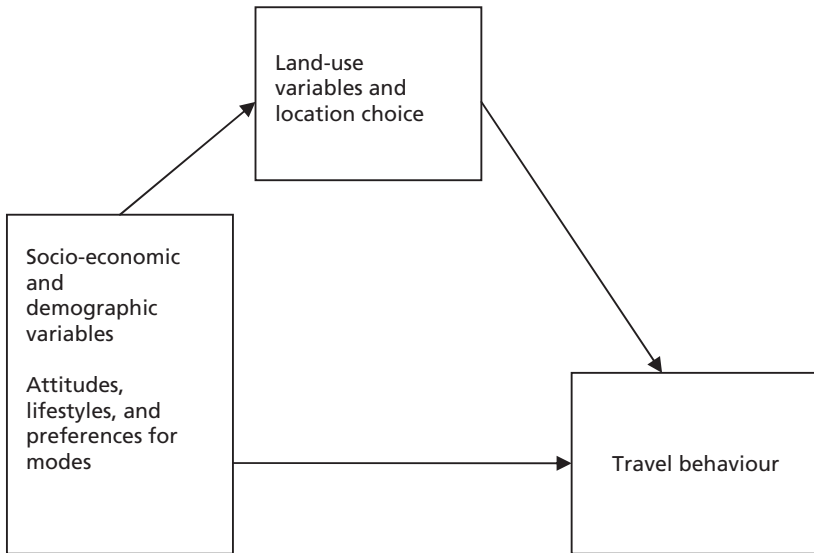 Land-use
variables and
location choice
Socio-economic
and
demographic
variables
Attitudes,
lifestyles, and
preferences for
modes
Travel behaviour